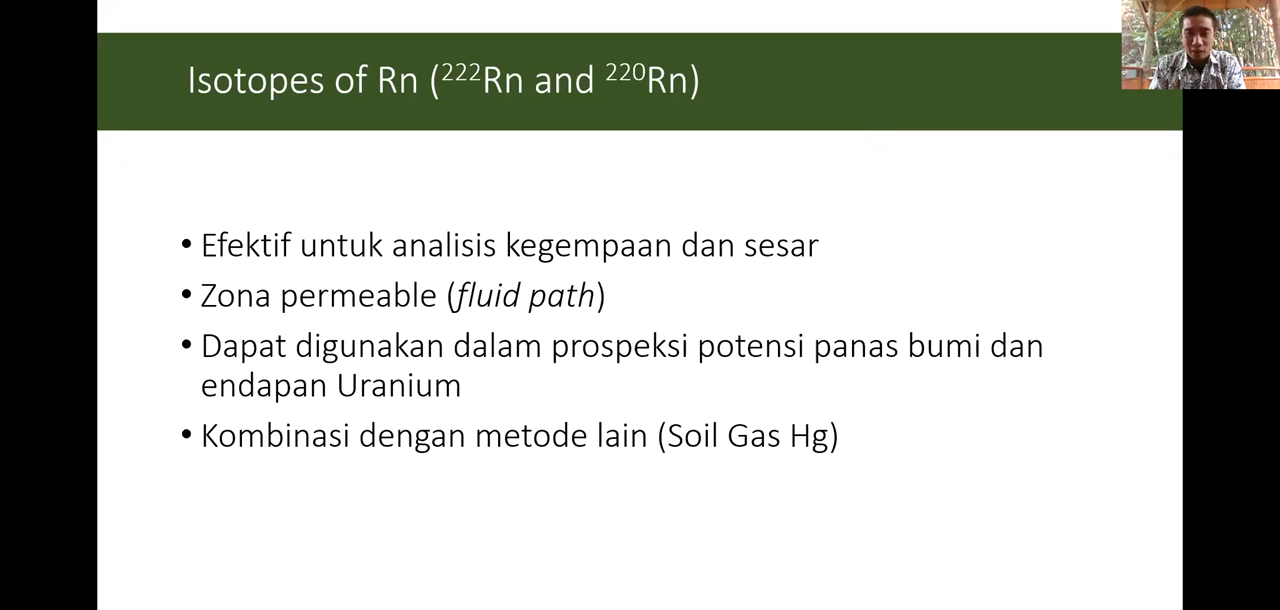 Isotopes of Rn (²²²Rn and ²²⁰Rn)
• Efektif untuk analisis kegempaan dan sesar
• Zona permeable (fluid path)
• Dapat digunakan dalam prospeksi potensi panas bumi dan
endapan Uranium
• Kombinasi dengan metode lain (Soil Gas Hg)